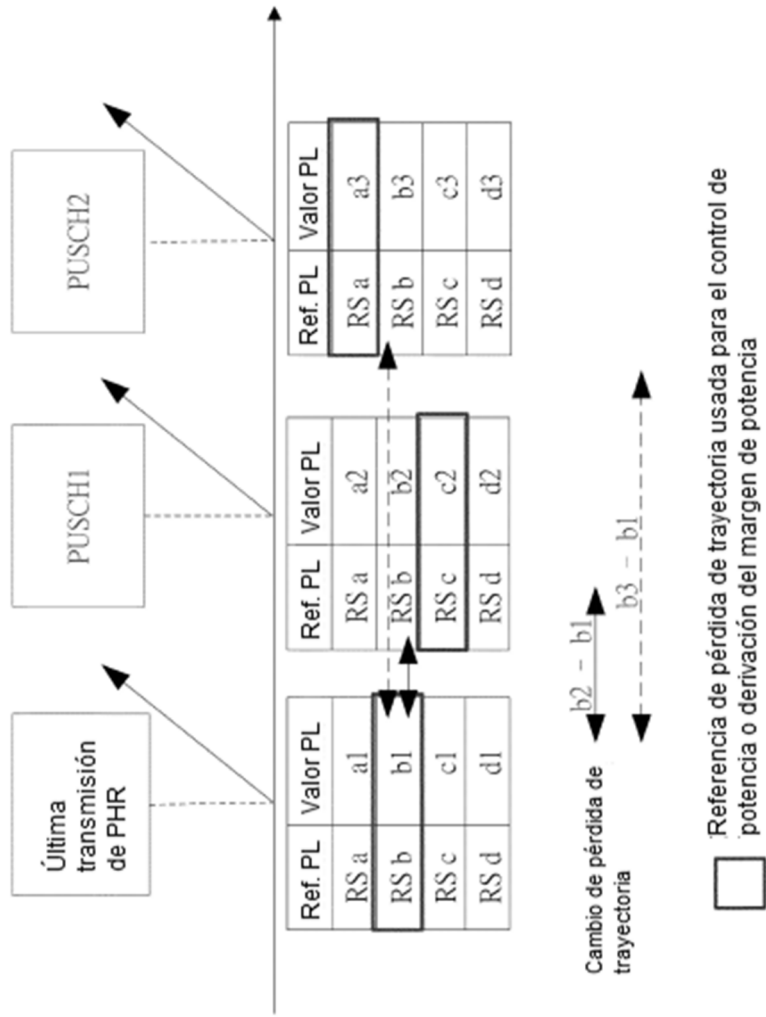 Última
transmisión
de PHR
PUSCH1
PUSCH2
Ref. PL Valor PL
RS a a1
RS b b1
RS c c1
RS d d1
Ref. PL Valor PL
RS a a2
RS b b2
RS c c2
RS d d2
Ref. PL Valor PL
RS a a3
RS b b3
RS c c3
RS d d3
Cambio de pérdida de
trayectoria
b2 - b1
b3 - b1
Referencia de pérdida de trayectoria usada para el control de
potencia o derivación del margen de potencia